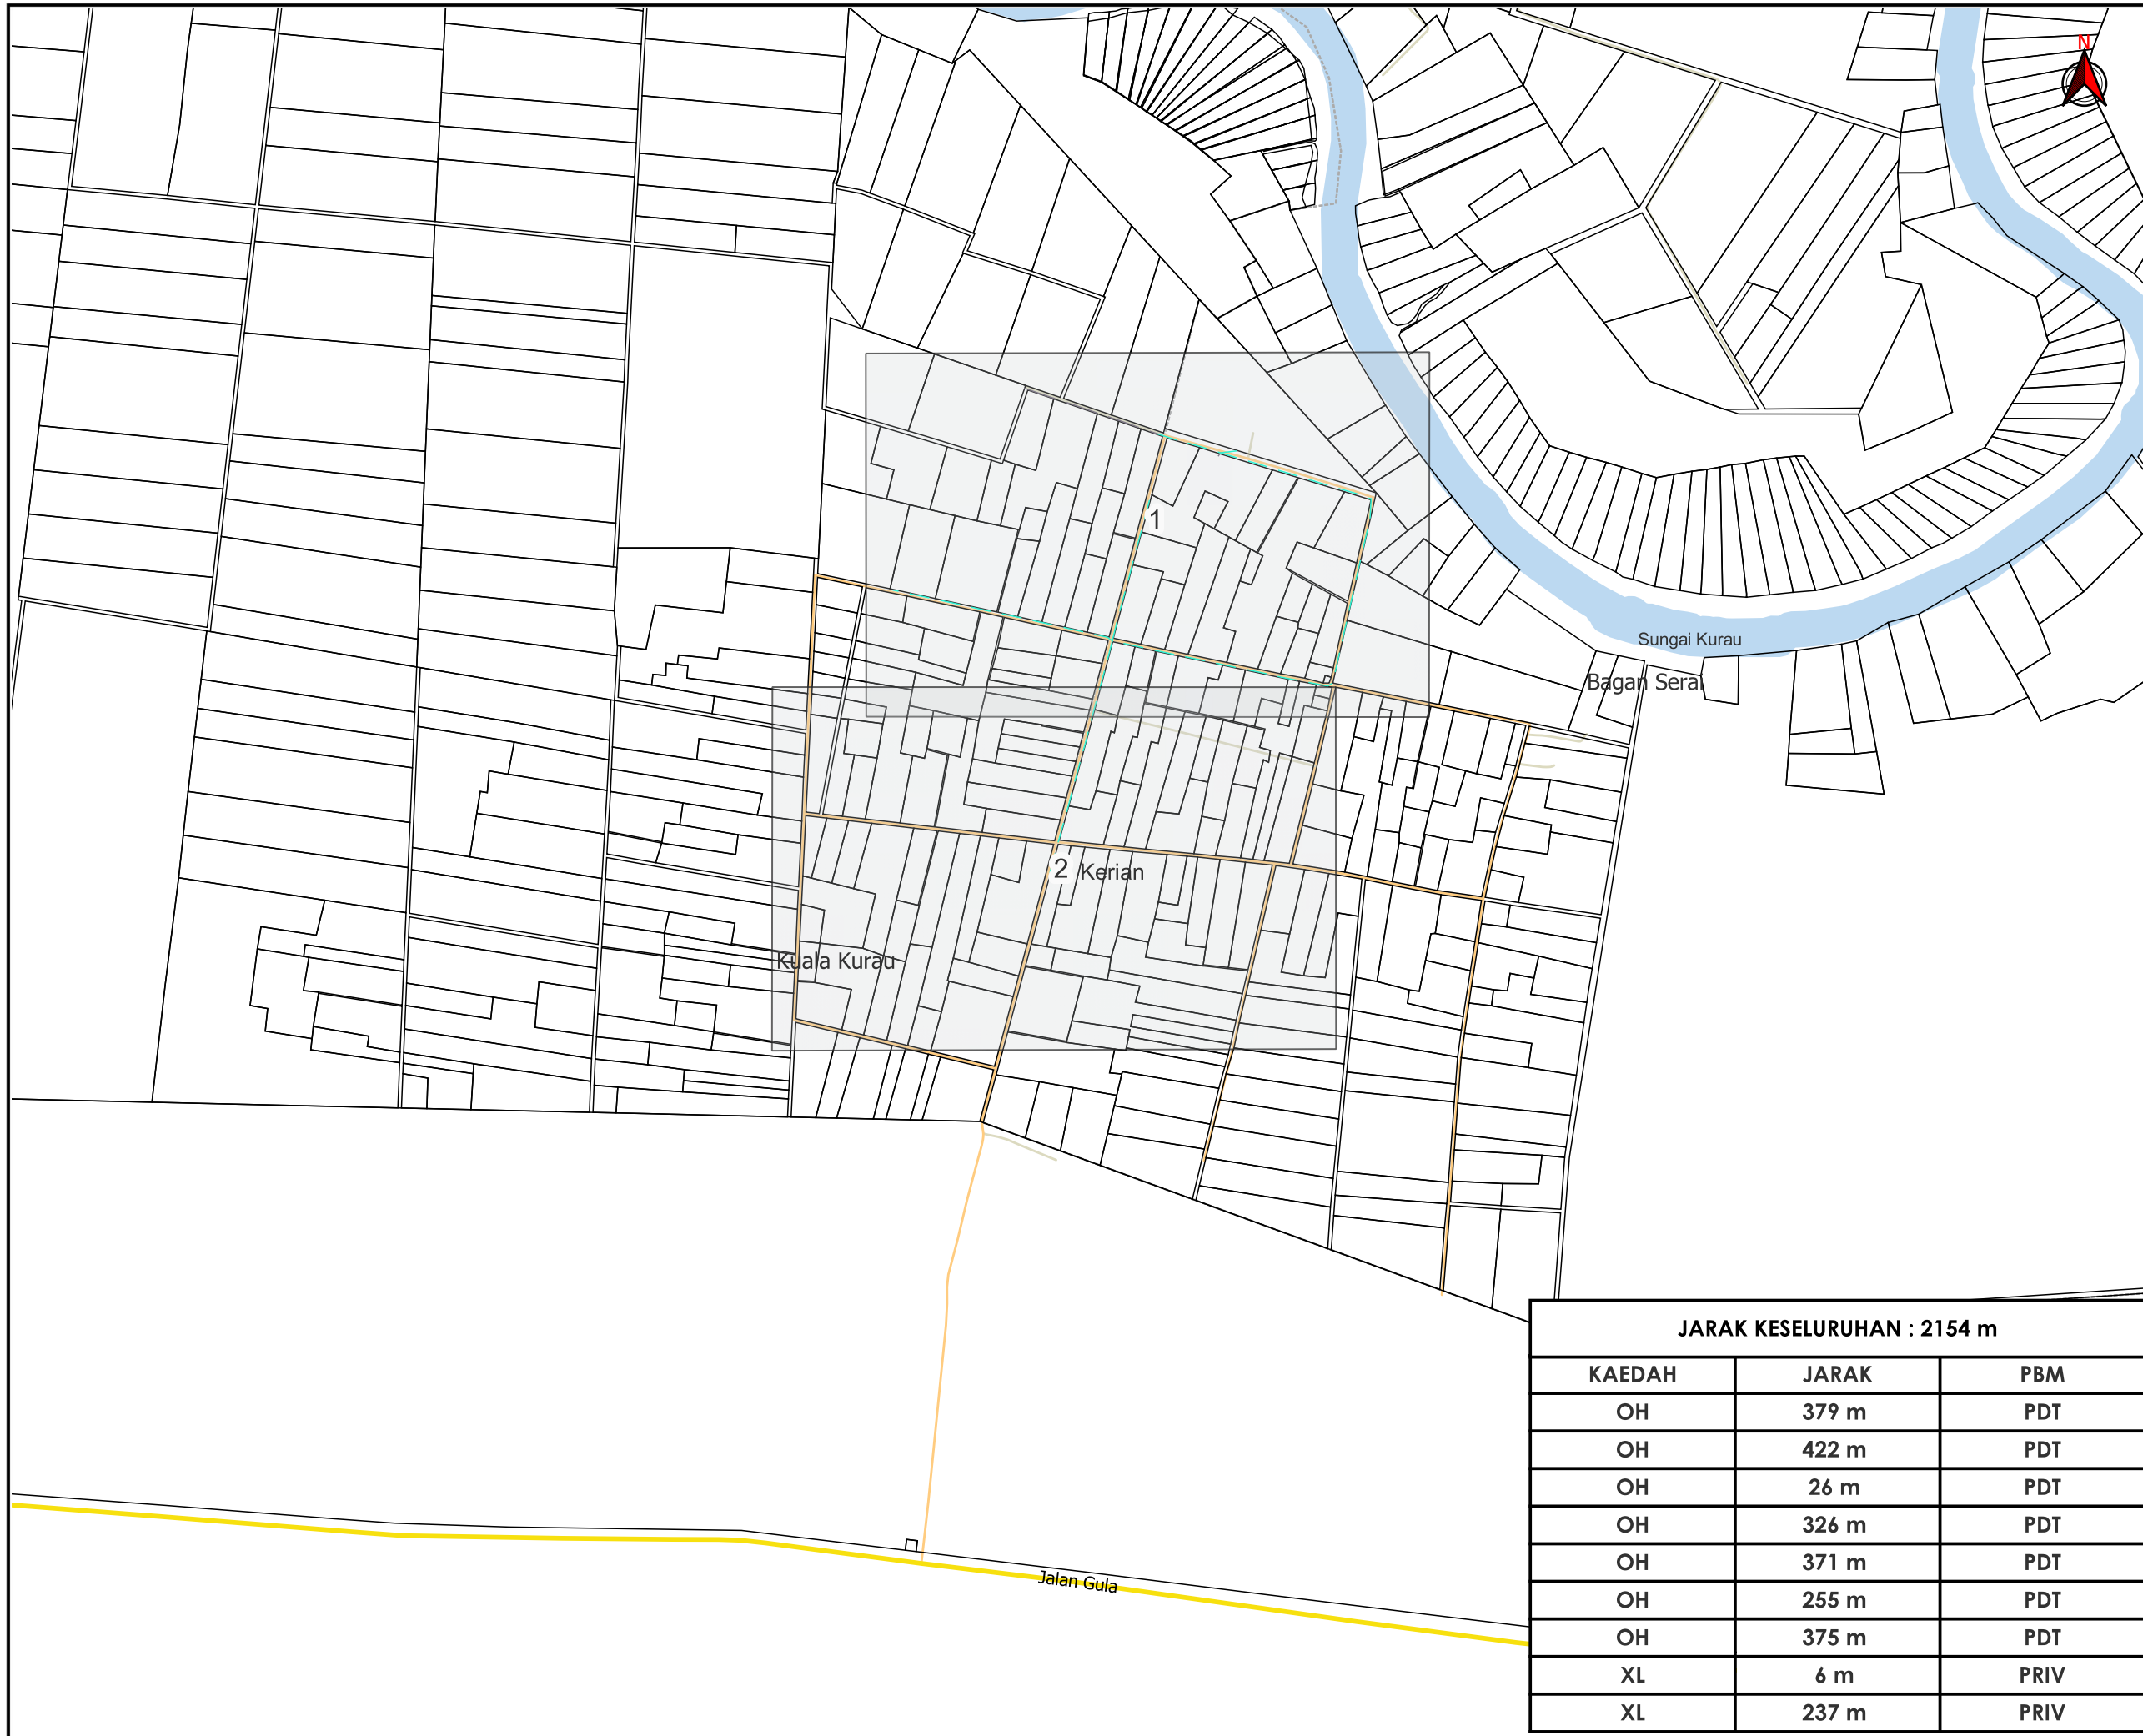 N
1
Sungai Kurau
Bagan Serai
2 Kerian
Kuala Kurau
JARAK KESELURUHAN : 2154 m
KAEDAH JARAK PBM
OH 379 m PDT
OH 422 m PDT
OH 26 m PDT
OH 326 m PDT
OH 371 m PDT
OH 255 m PDT
OH 375 m PDT
XL 6 m PRIV
XL 237 m PRIV
Jalan Gula